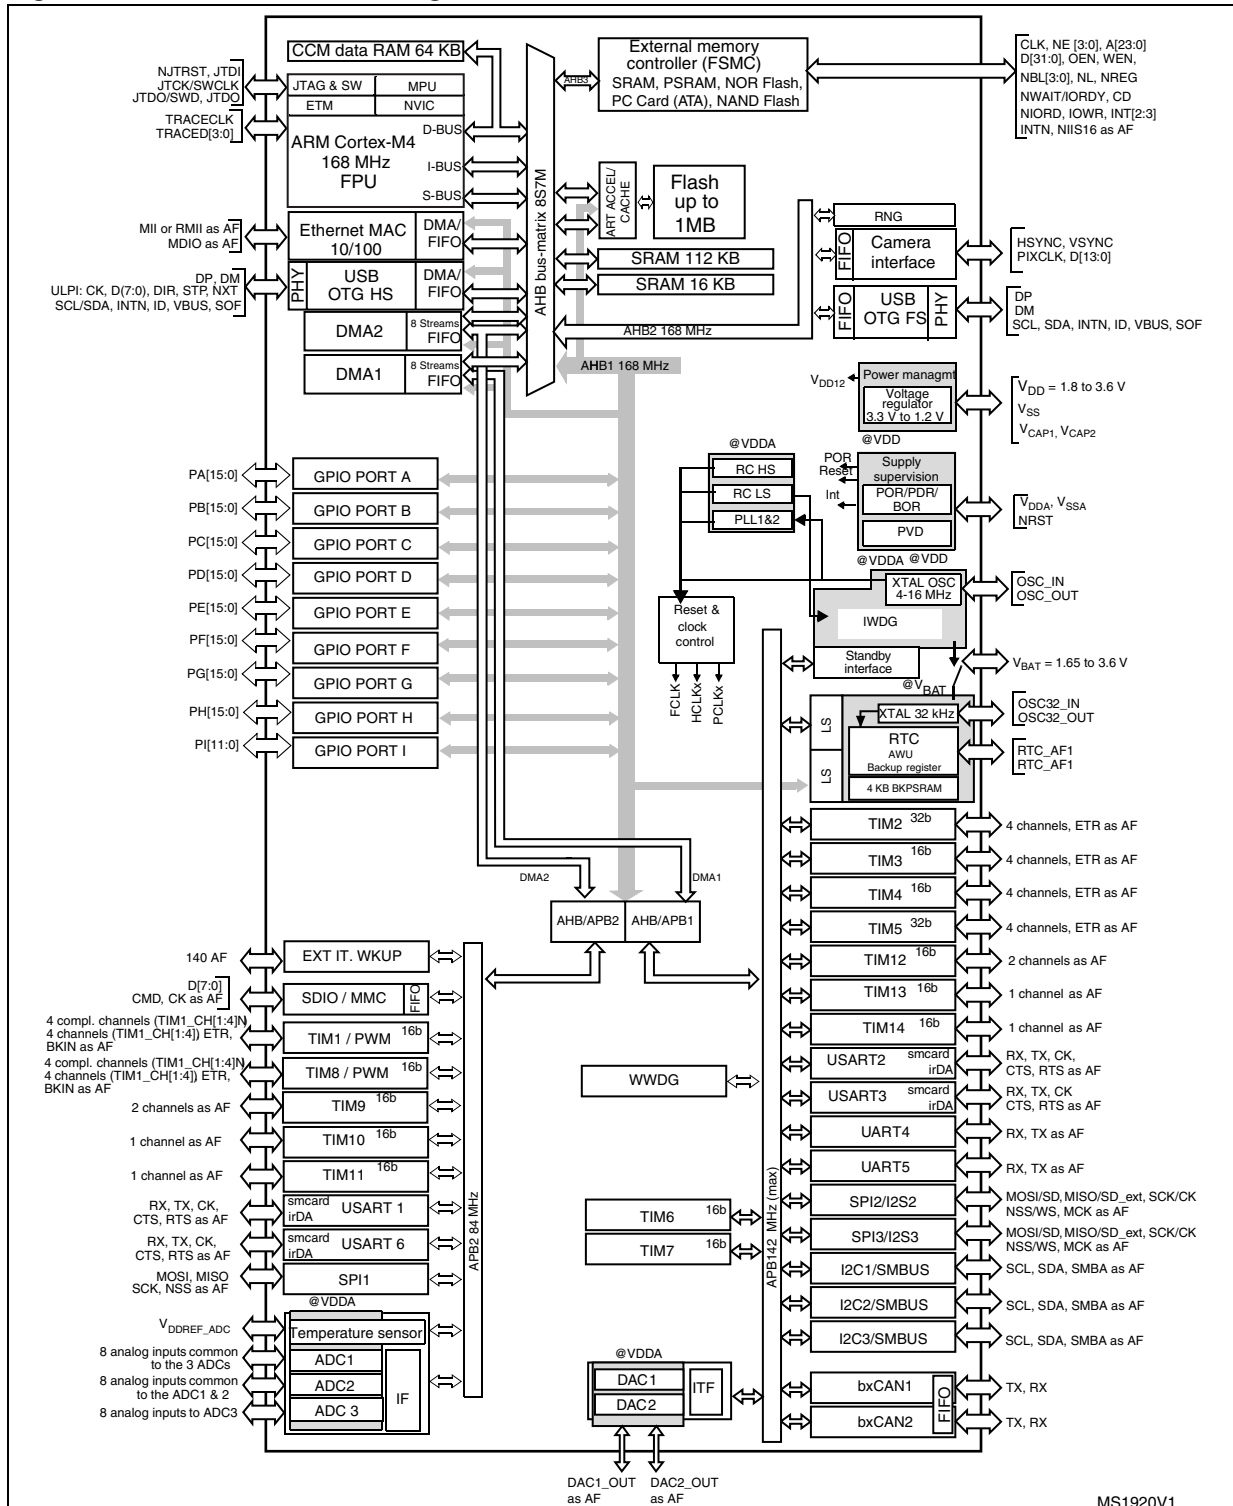 CCM data RAM 64 KB
External memory
controller (FSMC)
SRAM, PSRAM, NOR Flash,
PC Card (ATA), NAND Flash
AHB3
CLK, NE [3:0], A[23:0]
D[31:0], OEN, WEN,
NBL[3:0], NL, NREG
NWAIT/IORDY, CD
NIORD, IOWR, INT[2:3]
INTN, NIIS16 as AF
NJTRST, JTDI
JTCK/SWCLK
JTDO/SWD, JTDO
JTAG & SW
MPU
ETM
NVIC
TRACECLK
TRACED[3:0]
ARM Cortex-M4
168 MHz
FPU
D-BUS
I-BUS
S-BUS
AHB bus-matrix 8S7M
ART ACCEL/
CACHE
Flash
up to
1MB
SRAM 112 KB
SRAM 16 KB
AHB2 168 MHz
AHB1 168 MHz
MII or RMII as AF
MDIO as AF
Ethernet MAC
10/100
DMA/
FIFO
DP, DM
ULPI: CK, D(7:0), DIR, STP, NXT
SCL/SDA, INTN, ID, VBUS, SOF
PHY
USB
OTG HS
DMA/
FIFO
DMA2
8 Streams
FIFO
DMA1
8 Streams
FIFO
RNG
FIFO
Camera
interface
HSYNC, VSYNC
PIXCLK, D[13:0]
FIFO
USB
OTG FS
PHY
DP
DM
SCL, SDA, INTN, ID, VBUS, SOF
VDD12
Power managmt
Voltage
regulator
3.3 V to 1.2 V
VDD = 1.8 to 3.6 V
VSS
VCAP1, VCAP2
@VDD
@VDDA
RC HS
RC LS
PLL1&2
POR
Reset
Int
Supply
supervision
POR/PDR/
BOR
PVD
VDDA, VSSA
NRST
@VDDA @VDD
XTAL OSC
4-16 MHz
OSC_IN
OSC_OUT
IWDG
Reset &
clock
control
FCLK
HCLKx
PCLKx
Standby
interface
VBAT = 1.65 to 3.6 V
@VBAT
LS
LS
XTAL 32 kHz
OSC32_IN
OSC32_OUT
RTC
AWU
Backup register
RTC_AF1
RTC_AF1
4 KB BKPSRAM
PA[15:0]
GPIO PORT A
PB[15:0]
GPIO PORT B
PC[15:0]
GPIO PORT C
PD[15:0]
GPIO PORT D
PE[15:0]
GPIO PORT E
PF[15:0]
GPIO PORT F
PG[15:0]
GPIO PORT G
PH[15:0]
GPIO PORT H
PI[11:0]
GPIO PORT I
DMA2
DMA1
AHB/APB2
AHB/APB1
TIM2 32b
4 channels, ETR as AF
TIM3 16b
4 channels, ETR as AF
TIM4 16b
4 channels, ETR as AF
TIM5 32b
4 channels, ETR as AF
TIM12 16b
2 channels as AF
TIM13 16b
1 channel as AF
TIM14 16b
1 channel as AF
USART2 smcard
irDA
RX, TX, CK,
CTS, RTS as AF
USART3 smcard
irDA
RX, TX, CK
CTS, RTS as AF
UART4
RX, TX as AF
UART5
RX, TX as AF
SPI2/I2S2
MOSI/SD, MISO/SD_ext, SCK/CK
NSS/WS, MCK as AF
SPI3/I2S3
MOSI/SD, MISO/SD_ext, SCK/CK
NSS/WS, MCK as AF
I2C1/SMBUS
SCL, SDA, SMBA as AF
I2C2/SMBUS
SCL, SDA, SMBA as AF
I2C3/SMBUS
SCL, SDA, SMBA as AF
bxCAN1
TX, RX
FIFO
bxCAN2
TX, RX
APB142 MHz (max)
WWDG
TIM6 16b
TIM7 16b
@VDDA
DAC1
DAC2
ITF
DAC1_OUT
as AF
DAC2_OUT
as AF
140 AF
EXT IT. WKUP
D[7:0]
CMD, CK as AF
SDIO / MMC
FIFO
4 compl. channels (TIM1_CH[1:4]N
4 channels (TIM1_CH[1:4]) ETR,
BKIN as AF
TIM1 / PWM 16b
4 compl. channels (TIM1_CH[1:4]N
4 channels (TIM1_CH[1:4]) ETR,
BKIN as AF
TIM8 / PWM 16b
2 channels as AF
TIM9 16b
1 channel as AF
TIM10 16b
1 channel as AF
TIM11 16b
RX, TX, CK,
CTS, RTS as AF
smcard
irDA
USART 1
RX, TX, CK,
CTS, RTS as AF
smcard
irDA
USART 6
MOSI, MISO
SCK, NSS as AF
SPI1
APB2 84 MHz
@VDDA
VDDREF_ADC
Temperature sensor
8 analog inputs common
to the 3 ADCs
ADC1
8 analog inputs common
to the ADC1 & 2
ADC2
8 analog inputs to ADC3
ADC 3
IF
MS1920V1